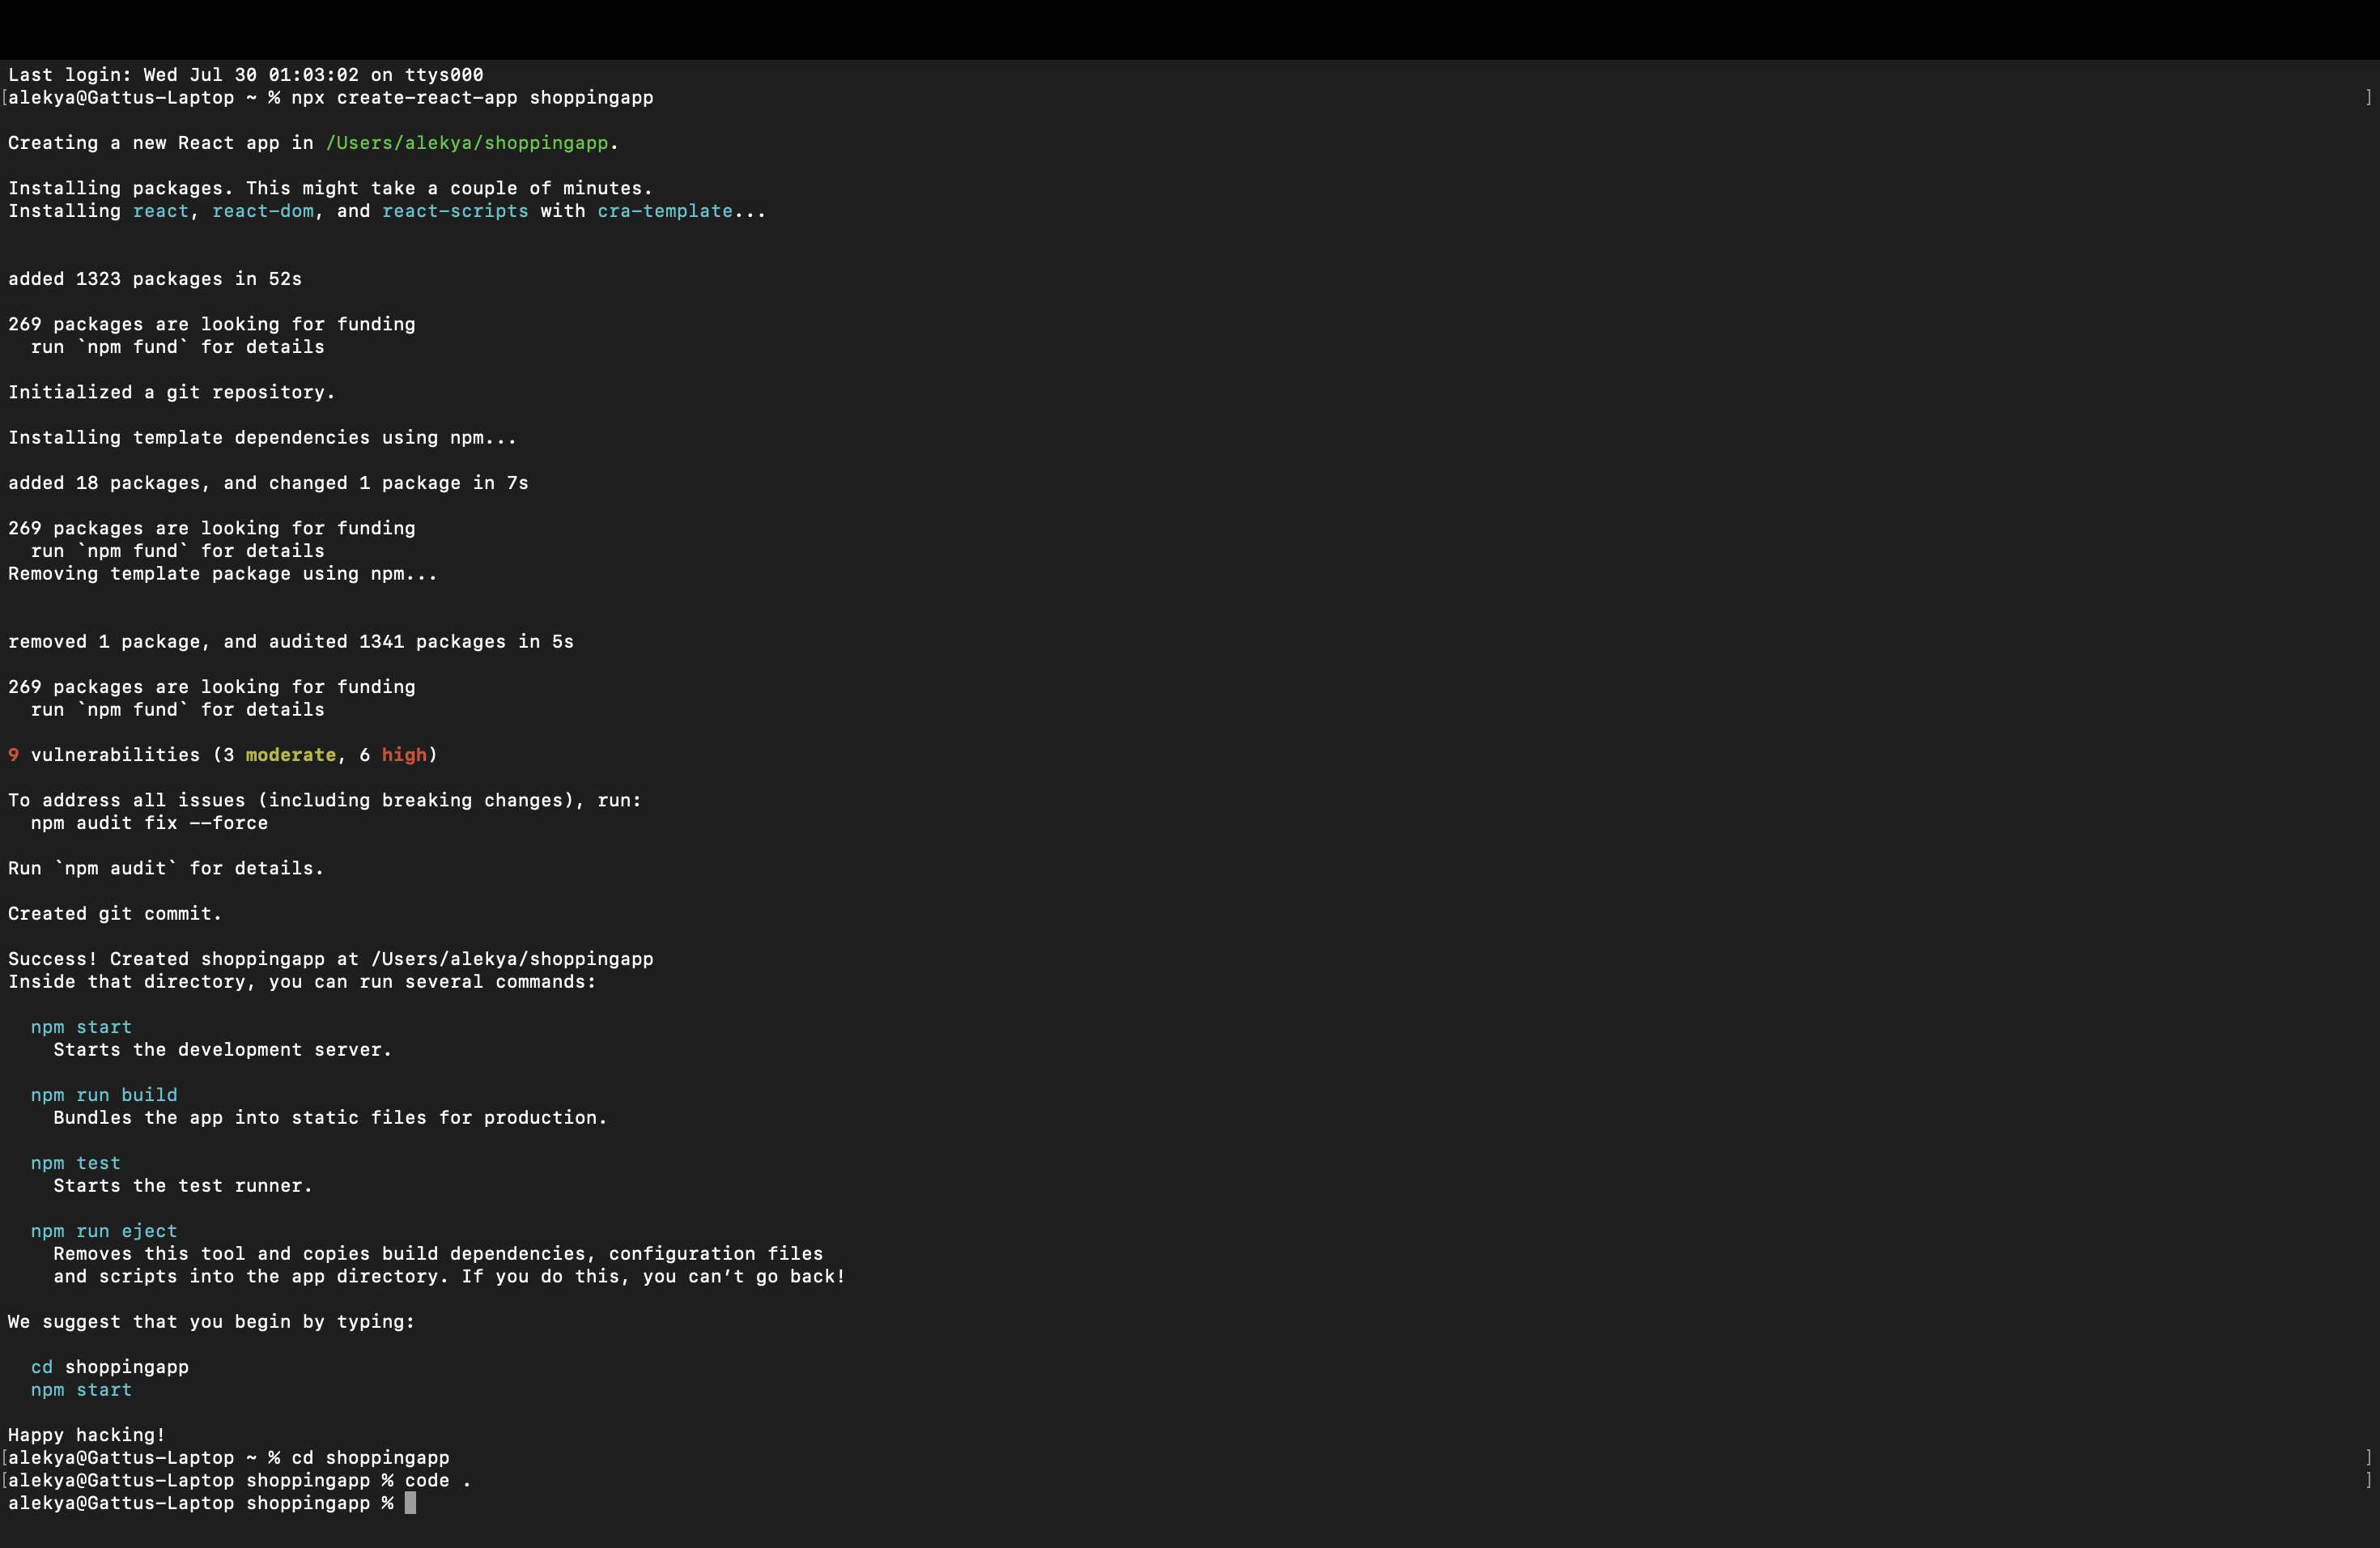 Last login: Wed Jul 30 01:03:02 on ttys000
[alekya@Gattus-Laptop ~ % npx create-react-app shoppingapp ]
Creating a new React app in /Users/alekya/shoppingapp.
Installing packages. This might take a couple of minutes.
Installing react, react-dom, and react-scripts with cra-template...
added 1323 packages in 52s
269 packages are looking for funding
  run `npm fund` for details
Initialized a git repository.
Installing template dependencies using npm...
added 18 packages, and changed 1 package in 7s
269 packages are looking for funding
  run `npm fund` for details
Removing template package using npm...
removed 1 package, and audited 1341 packages in 5s
269 packages are looking for funding
  run `npm fund` for details
9 vulnerabilities (3 moderate, 6 high)
To address all issues (including breaking changes), run:
  npm audit fix --force
Run `npm audit` for details.
Created git commit.
Success! Created shoppingapp at /Users/alekya/shoppingapp
Inside that directory, you can run several commands:
  npm start
    Starts the development server.
  npm run build
    Bundles the app into static files for production.
  npm test
    Starts the test runner.
  npm run eject
    Removes this tool and copies build dependencies, configuration files
    and scripts into the app directory. If you do this, you can’t go back!
We suggest that you begin by typing:
  cd shoppingapp
  npm start
Happy hacking!
[alekya@Gattus-Laptop ~ % cd shoppingapp ]
[alekya@Gattus-Laptop shoppingapp % code . ]
alekya@Gattus-Laptop shoppingapp %